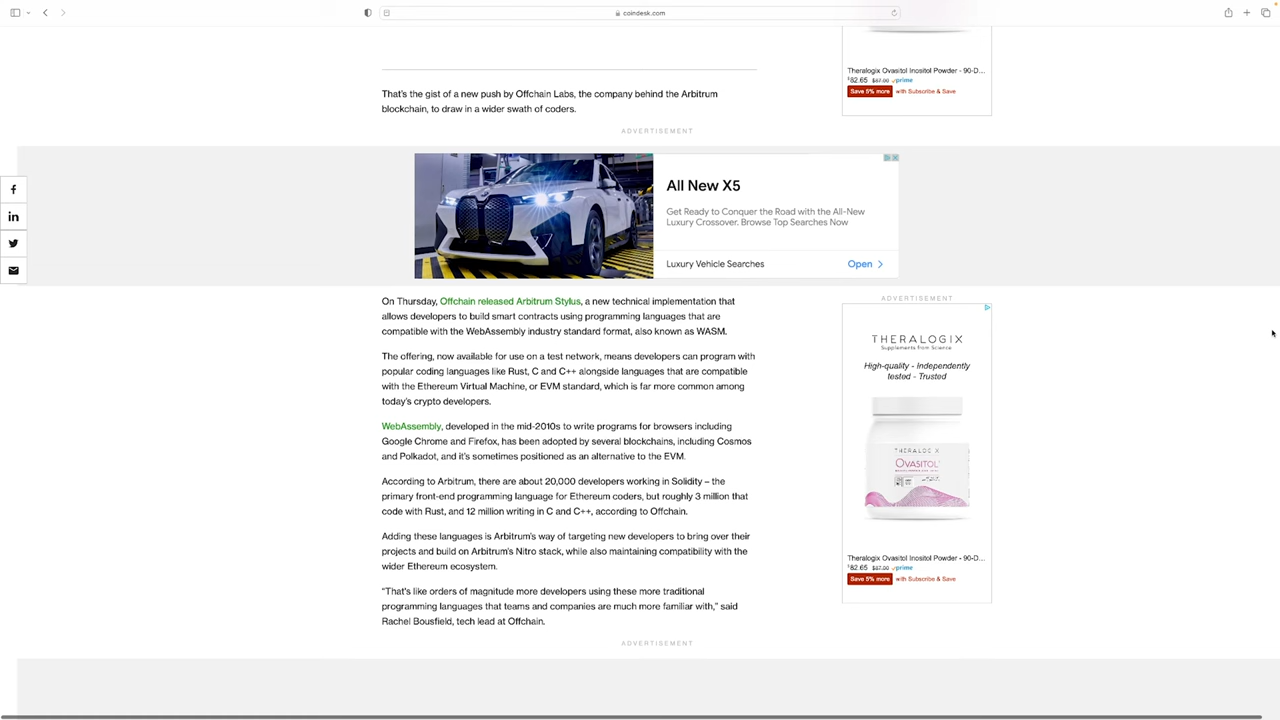 coindesk.com
Theralogix Ovasitol Inositol Powder - 90-D...
$82.65 $87.00 ✓prime
Save 5% more with Subscribe & Save
That's the gist of a new push by Offchain Labs, the company behind the Arbitrum
blockchain, to draw in a wider swath of coders.
ADVERTISEMENT
All New X5
Get Ready to Conquer the Road with the All-New
Luxury Crossover. Browse Top Searches Now
Luxury Vehicle Searches
Open
On Thursday, Offchain released Arbitrum Stylus, a new technical implementation that
allows developers to build smart contracts using programming languages that are
compatible with the WebAssembly industry standard format, also known as WASM.
The offering, now available for use on a test network, means developers can program with
popular coding languages like Rust, C and C++ alongside languages that are compatible
with the Ethereum Virtual Machine, or EVM standard, which is far more common among
today's crypto developers.
WebAssembly, developed in the mid-2010s to write programs for browsers including
Google Chrome and Firefox, has been adopted by several blockchains, including Cosmos
and Polkadot, and it's sometimes positioned as an alternative to the EVM.
According to Arbitrum, there are about 20,000 developers working in Solidity – the
primary front-end programming language for Ethereum coders, but roughly 3 million that
code with Rust, and 12 million writing in C and C++, according to Offchain.
Adding these languages is Arbitrum's way of targeting new developers to bring over their
projects and build on Arbitrum's Nitro stack, while also maintaining compatibility with the
wider Ethereum ecosystem.
“That's like orders of magnitude more developers using these more traditional
programming languages that teams and companies are much more familiar with,” said
Rachel Bousfield, tech lead at Offchain.
ADVERTISEMENT
ADVERTISEMENT
THERALOGIX
Supplements from Science
High-quality - Independently
tested - Trusted
THERALOGIX
OVASITOL
Theralogix Ovasitol Inositol Powder - 90-D...
$82.65 $87.00 ✓prime
Save 5% more with Subscribe & Save